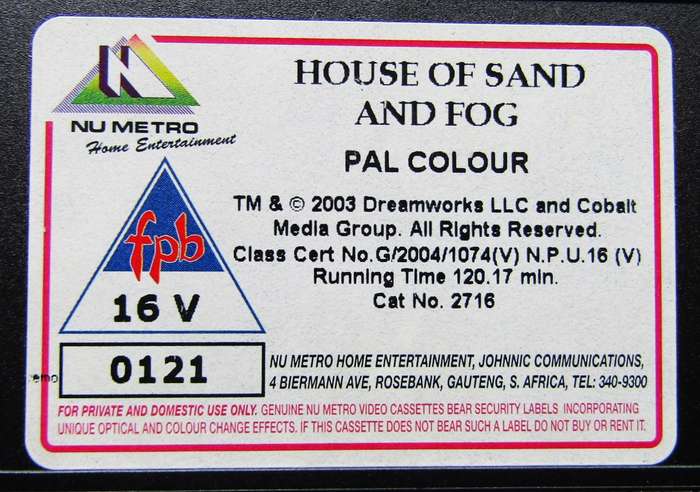 HOUSE OF SAND
AND FOG
NU METRO
Home Entertainment
PAL COLOUR
TM & © 2003 Dreamworks LLC and Cobalt
Media Group. All Rights Reserved.
Class Cert No.G/2004/1074(V) N.P.U.16 (V)
Running Time 120.17 min.
Cat No. 2716
fpb
16 V
0121
NU METRO HOME ENTERTAINMENT, JOHNNIC COMMUNICATIONS,
4 BIERMANN AVE, ROSEBANK, GAUTENG, S. AFRICA, TEL: 340-9300
FOR PRIVATE AND DOMESTIC USE ONLY. GENUINE NU METRO VIDEO CASSETTES BEAR SECURITY LABELS INCORPORATING
UNIQUE OPTICAL AND COLOUR CHANGE EFFECTS. IF THIS CASSETTE DOES NOT BEAR SUCH A LABEL DO NOT BUY OR RENT IT.